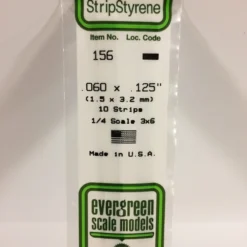 StripStyrene
Item No. Loc. Code
156
.060 x .125"
(1.5 x 3.2 mm)
10 Strips
1/4 Scale 3x6
Made in U.S.A.
evergreen
scale models